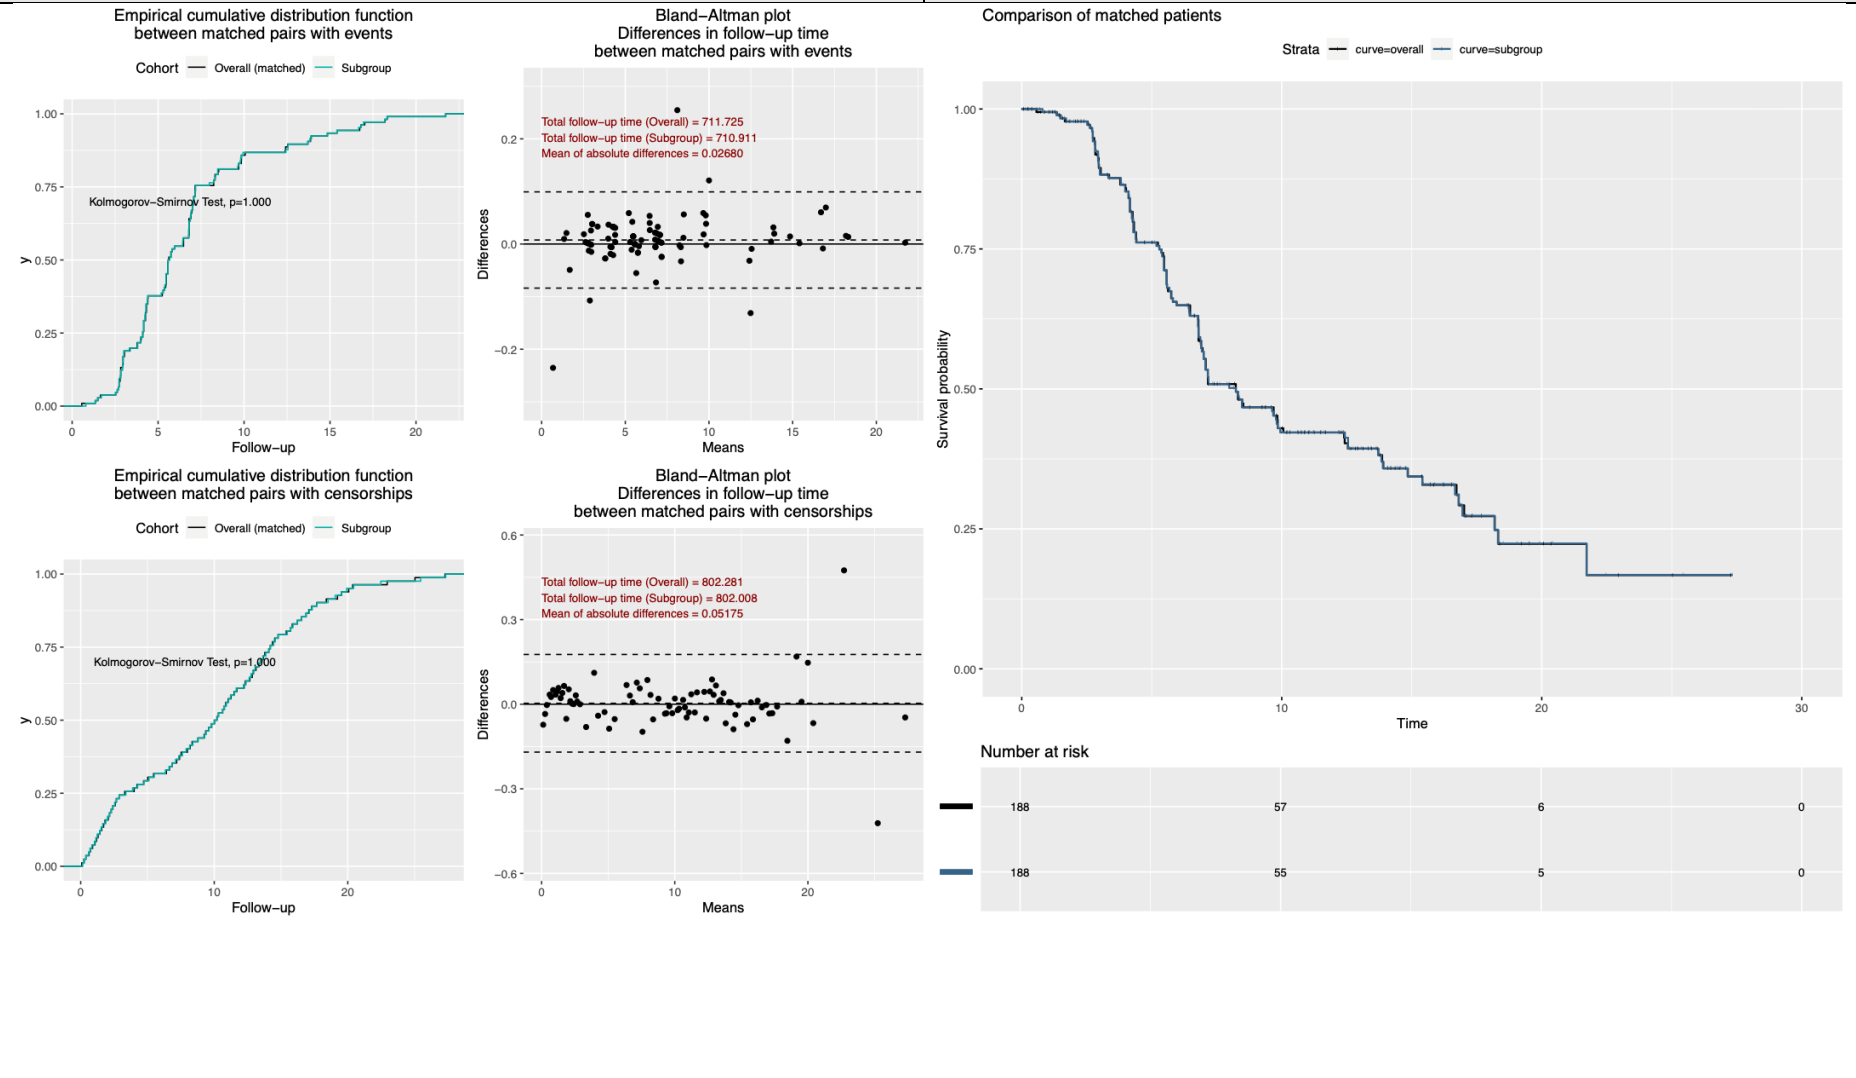 Empirical cumulative distribution function
between matched pairs with events
Cohort Overall (matched) Subgroup
1.00
0.75
0.50
0.25
0.00
y
Kolmogorov−Smirnov Test, p=1.000
0 5 10 15 20
Follow−up
Bland−Altman plot
Differences in follow−up time
between matched pairs with events
Total follow−up time (Overall) = 711.725
Total follow−up time (Subgroup) = 710.911
Mean of absolute differences = 0.02680
0.2
0.0
−0.2
Differences
0 5 10 15 20
Means
Empirical cumulative distribution function
between matched pairs with censorships
Cohort Overall (matched) Subgroup
1.00
0.75
0.50
0.25
0.00
y
Kolmogorov−Smirnov Test, p=1.000
0 10 20
Follow−up
Bland−Altman plot
Differences in follow−up time
between matched pairs with censorships
0.6
0.3
0.0
−0.3
−0.6
Differences
Total follow−up time (Overall) = 802.281
Total follow−up time (Subgroup) = 802.008
Mean of absolute differences = 0.05175
0 10 20
Means
Comparison of matched patients
Strata curve=overall curve=subgroup
1.00
0.75
0.50
0.25
0.00
Survival probability
0 10 20 30
Time
Number at risk
188 57 6 0
188 55 5 0